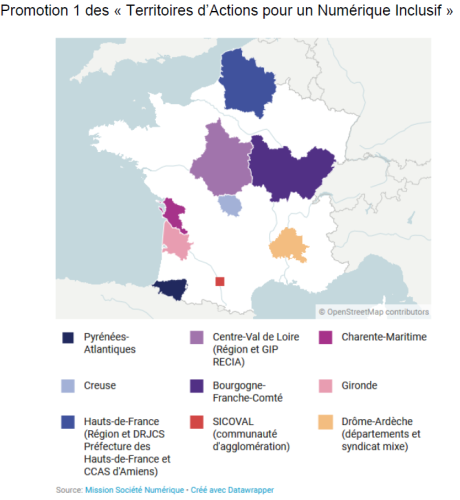 Promotion 1 des « Territoires d'Actions pour un Numérique Inclusif »
© OpenStreetMap contributors
Pyrénées-
Atlantiques
Centre-Val de Loire
(Région et GIP
RECIA)
Charente-Maritime
Creuse
Bourgogne-
Franche-Comté
Gironde
Hauts-de-France
(Région et DRJCS
Préfecture des
Hauts-de-France et
CCAS d'Amiens)
SICOVAL
(communauté
d'agglomération)
Drôme-Ardèche
(départements et
syndicat mixe)
Source: Mission Société Numérique • Créé avec Datawrapper